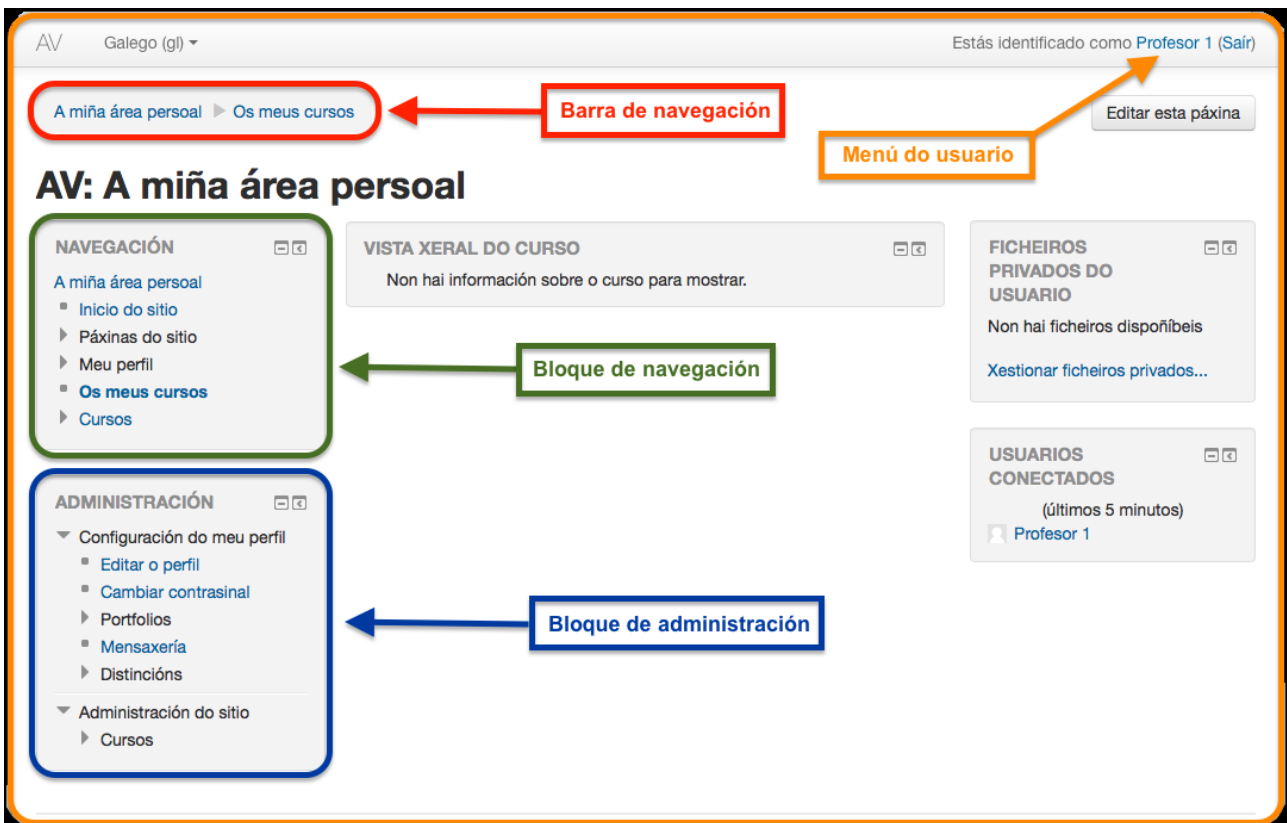 AV Galego (gl)
Estás identificado como Profesor 1 (Saír)
A miña área persoal Os meus cursos
Barra de navegación
Editar esta páxina
Menú do usuario
AV: A miña área persoal
NAVEGACIÓN
A miña área persoal
Inicio do sitio
Páxinas do sitio
Meu perfil
Os meus cursos
Cursos
VISTA XERAL DO CURSO
Non hai información sobre o curso para mostrar.
Bloque de navegación
FICHEIROS
PRIVADOS DO
USUARIO
Non hai ficheiros dispoñíbeis
Xestionar ficheiros privados...
USUARIOS
CONECTADOS
(últimos 5 minutos)
Profesor 1
ADMINISTRACIÓN
Configuración do meu perfil
Editar o perfil
Cambiar contrasinal
Portfolios
Mensaxería
Distincións
Administración do sitio
Cursos
Bloque de administración